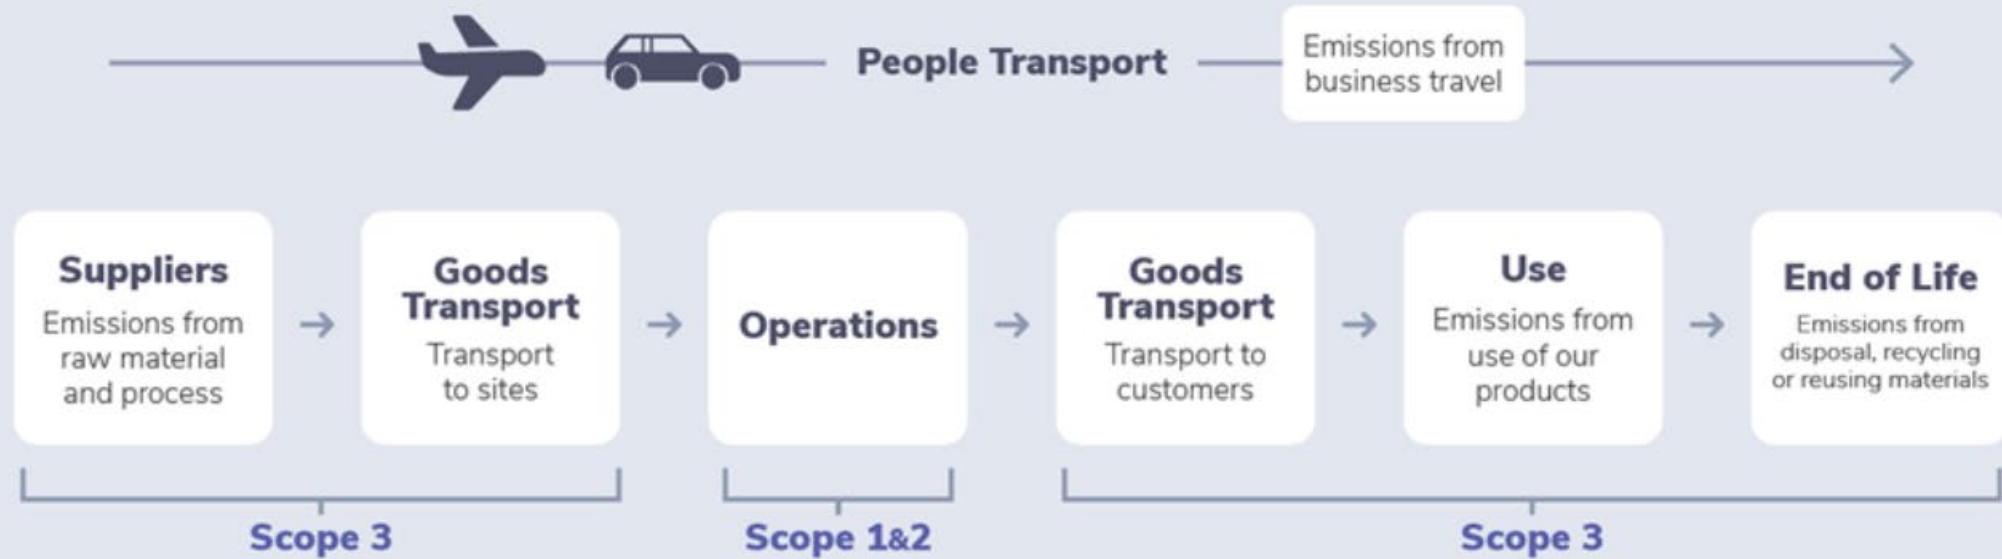 People Transport
Emissions from
business travel
Suppliers
Emissions from
raw material
and process
Goods
Transport
Transport
to sites
Operations
Goods
Transport
Transport to
customers
Use
Emissions from
use of our
products
End of Life
Emissions from
disposal, recycling
or reusing materials
Scope 3
Scope 1&2
Scope 3